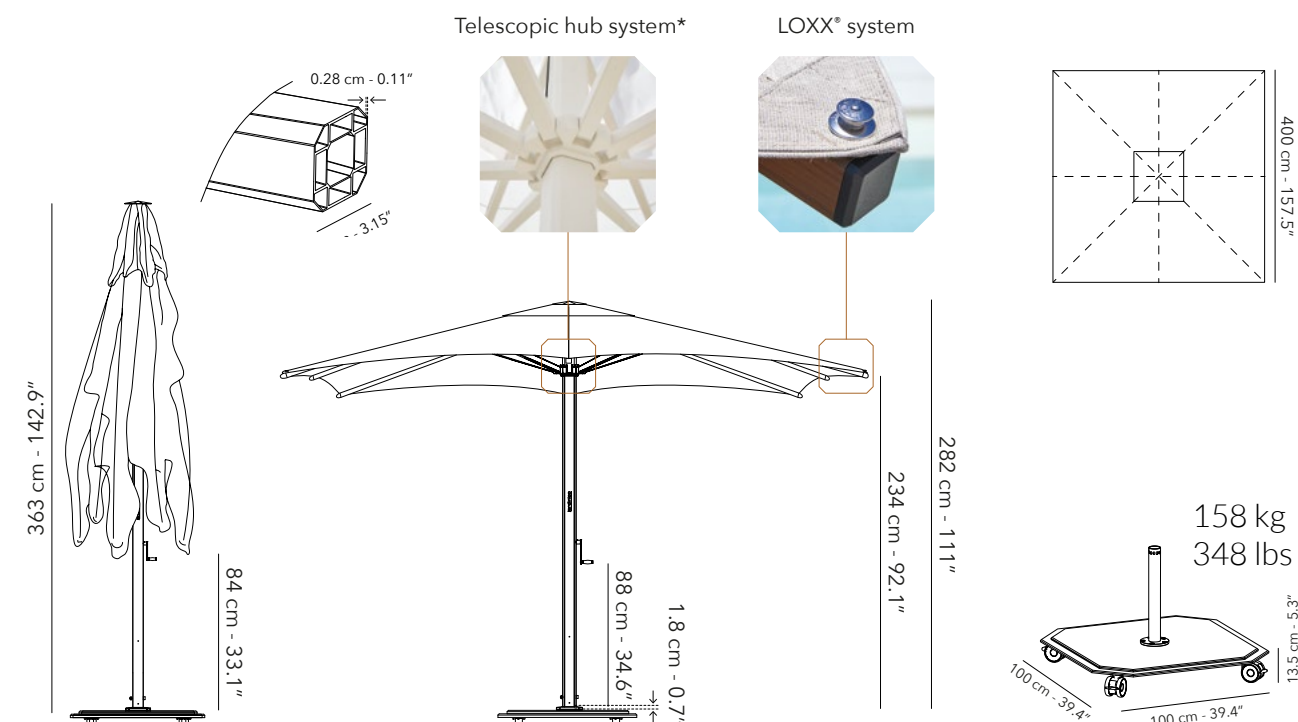 Telescopic hub system*
LOXX® system
0.28 cm - 0.11"
- 3.15"
400 cm - 157.5"
363 cm - 142.9"
84 cm - 33.1"
88 cm - 34.6"
1.8 cm - 0.7"
234 cm - 92.1"
282 cm - 111"
158 kg
348 lbs
13.5 cm - 5.3"
100 cm - 39.4"
100 cm - 39.4"